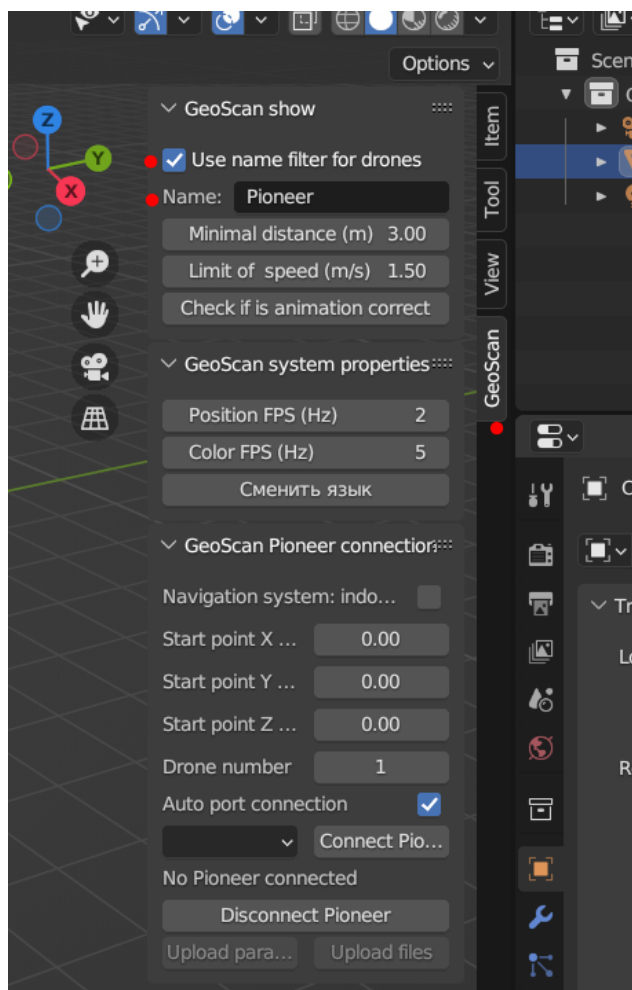 Options
Scen
GeoScan show
Item
Z
Y
X
Use name filter for drones
Name: Pioneer
Tool
Minimal distance (m) 3.00
Limit of speed (m/s) 1.50
View
Check if is animation correct
GeoScan system properties
GeoScan
Position FPS (Hz) 2
Color FPS (Hz) 5
Сменить язык
GeoScan Pioneer connection
Navigation system: indo...
Tr
Start point X ... 0.00
Lo
Start point Y ... 0.00
Start point Z ... 0.00
Drone number 1
R
Auto port connection
Connect Pio...
No Pioneer connected
Disconnect Pioneer
Upload para... Upload files